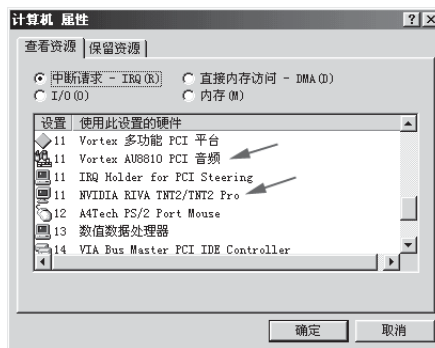 计算机 属性
查看资源 保留资源
中断请求 - IRQ(R) 直接内存访问 - DMA(D)
I/O(O) 内存(M)
设置 使用此设置的硬件
11 Vortex 多功能 PCI 平台
11 Vortex AU8810 PCI 音频
11 IRQ Holder for PCI Steering
11 NVIDIA RIVA TNT2/TNT2 Pro
12 A4Tech PS/2 Port Mouse
13 数值数据处理器
14 VIA Bus Master PCI IDE Controller
确定 取消